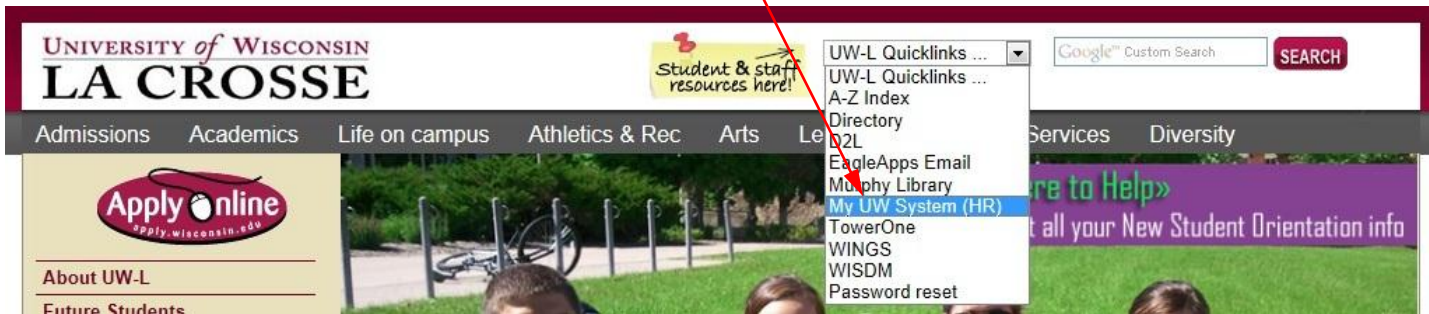 UNIVERSITY of WISCONSIN
LA CROSSE
Student & staff
resources here!
UW-L Quicklinks ...
Google™ Custom Search
SEARCH
UW-L Quicklinks ...
A-Z Index
Directory
D2L
EagleApps Email
Murphy Library
My UW System (HR)
TowerOne
WINGS
WISDM
Password reset
Admissions Academics Life on campus Athletics & Rec Arts Services Diversity
Apply Online
apply.wisconsin.edu
About UW-L
Future Students
to Help»
all your New Student Orientation info